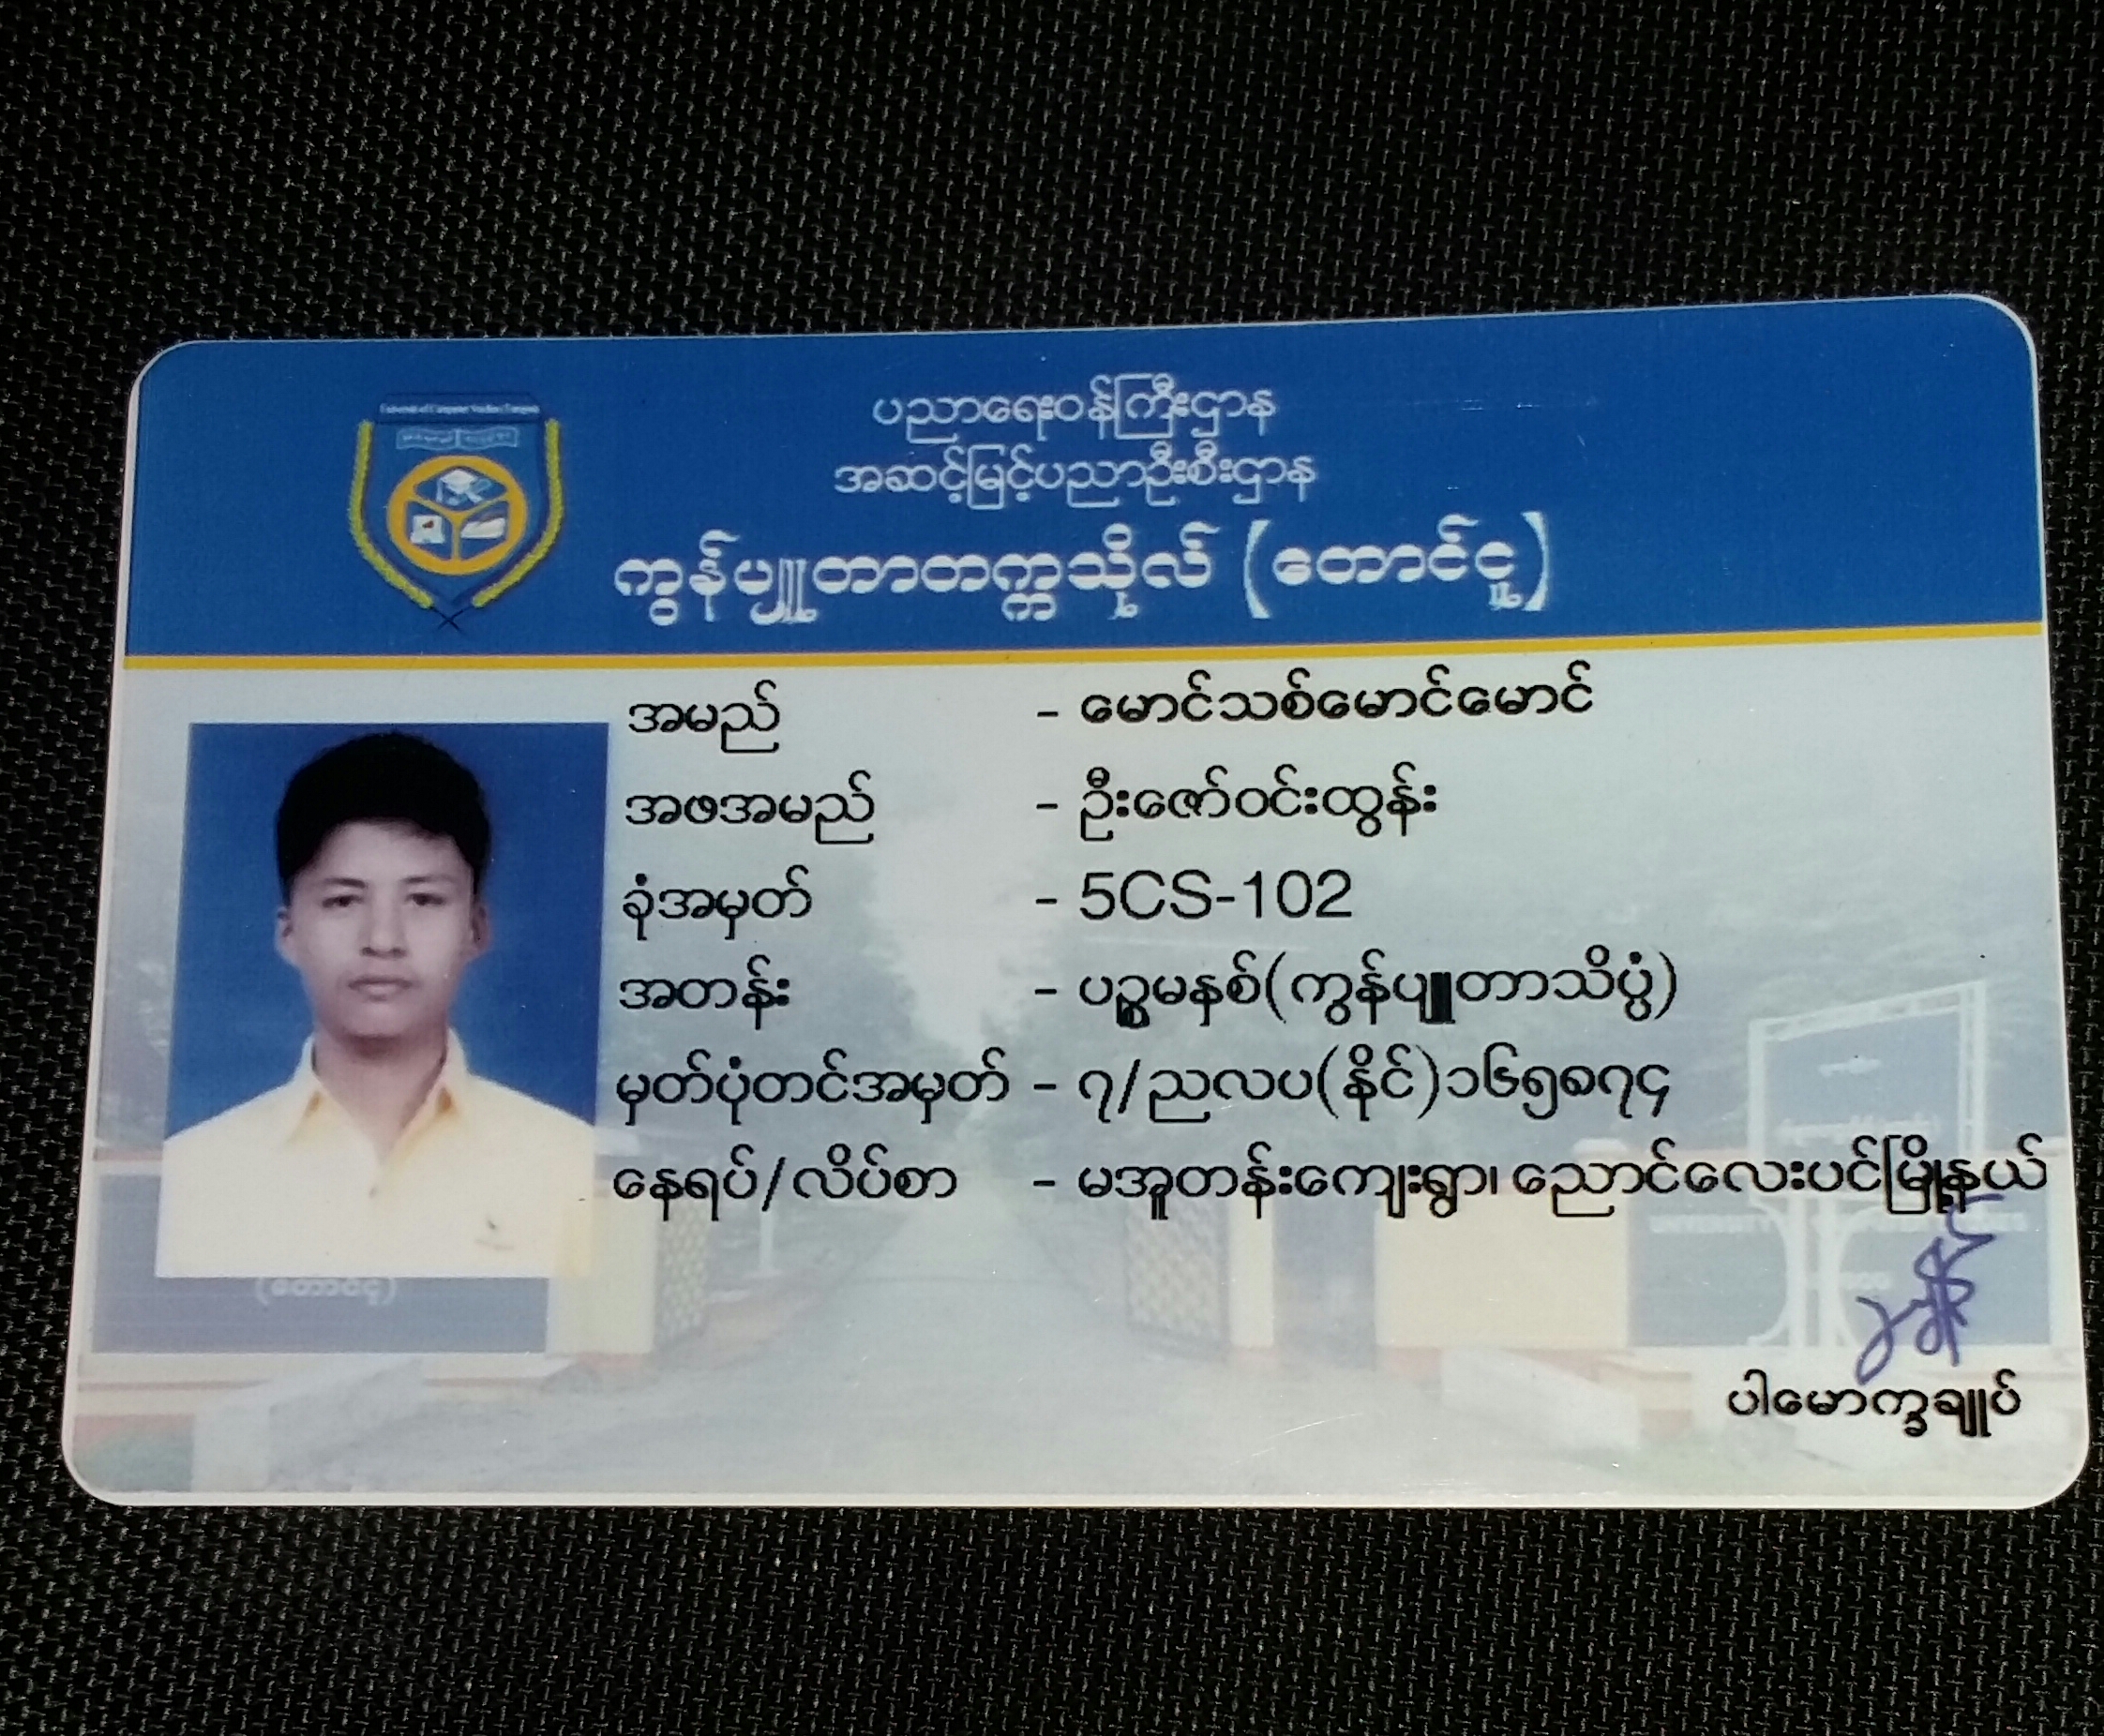 ပညာရေးဝန်ကြီးဌာန
အဆင့်မြင့်ပညာဦးစီးဌာန
ကွန်ပျူတာတက္ကသိုလ် (တောင်ငူ)
အမည် - မောင်သစ်မောင်မောင်
အဖအမည် - ဦးဇော်ဝင်းထွန်း
ခုံအမှတ် - 5CS-102
အတန်း - ပဉ္စမနှစ်(ကွန်ပျူတာသိပ္ပံ)
မှတ်ပုံတင်အမှတ် - ၇/ညလပ(နိုင်)၁၆၅၈၇၄
နေရပ်/လိပ်စာ - မအူတန်းကျေးရွာ၊ ညောင်လေးပင်မြို့နယ်
(တောင်ငူ)
ပါမောက္ခချုပ်